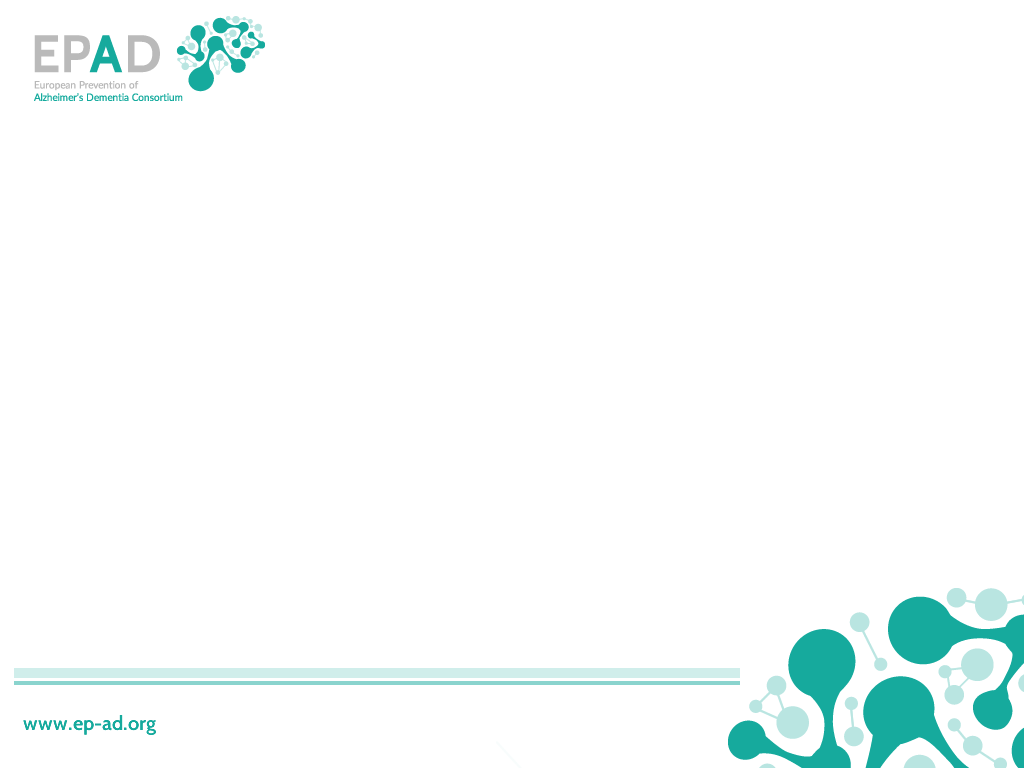 EPAD
European Prevention of
Alzheimer's Dementia Consortium
www.ep-ad.org